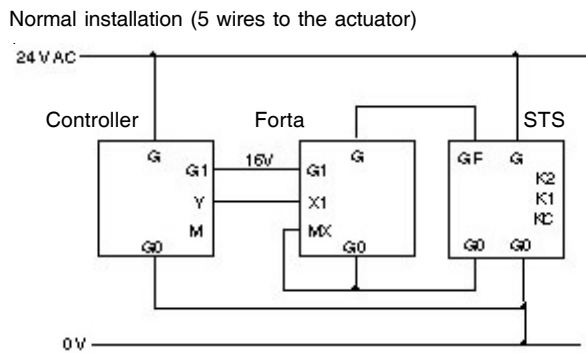 Normal installation (5 wires to the actuator)
24 V AC
Controller Forta STS
G G GF G
G1 16V G1 K2
Y X1 K1
M MX KC
G0 G0 G0 G0
0 V